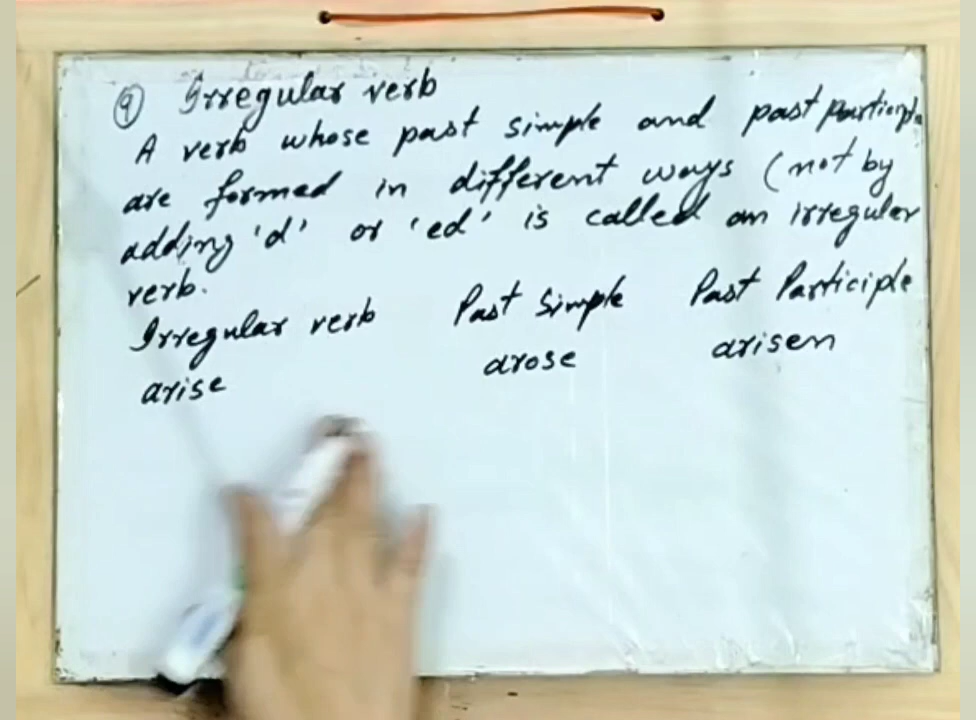 9 Irregular verb
A verb whose past simple and past participle
are formed in different ways (not by
adding 'd' or 'ed' is called an irregular
verb.
Irregular verb Past Simple Past Participle
arise arose arisen